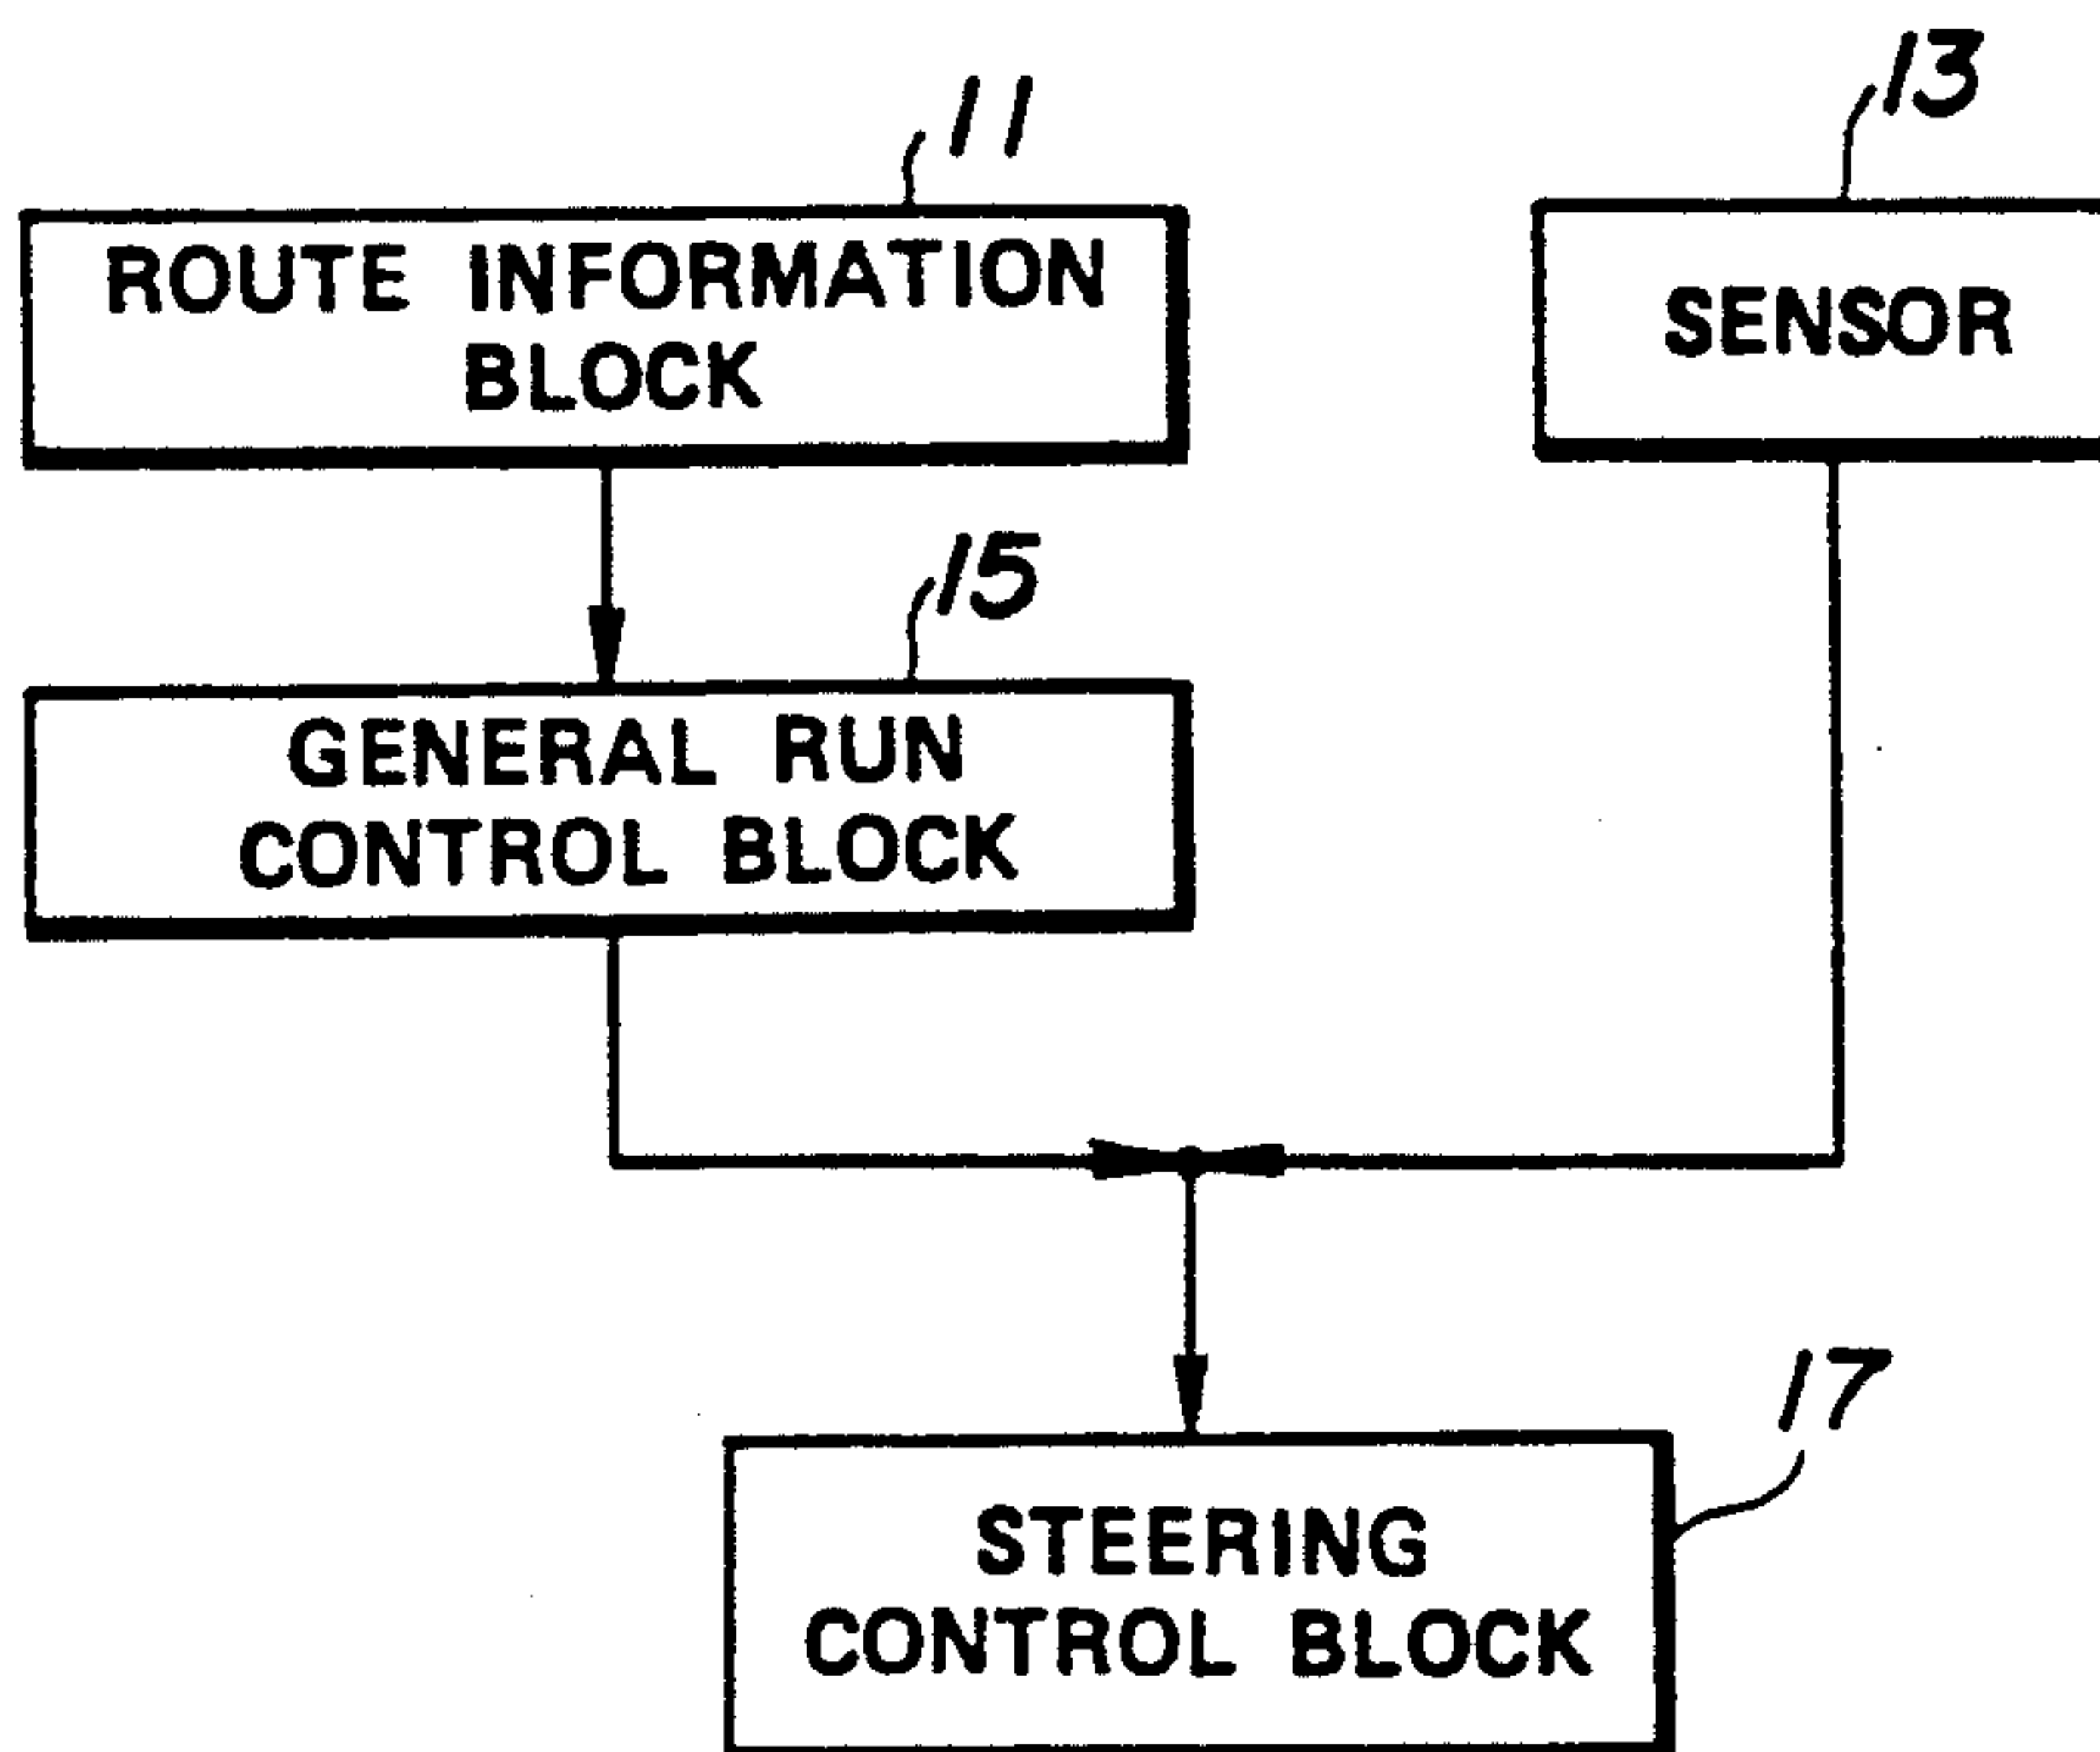 11
13
ROUTE INFORMATION
BLOCK
SENSOR
15
GENERAL RUN
CONTROL BLOCK
17
STEERING
CONTROL BLOCK